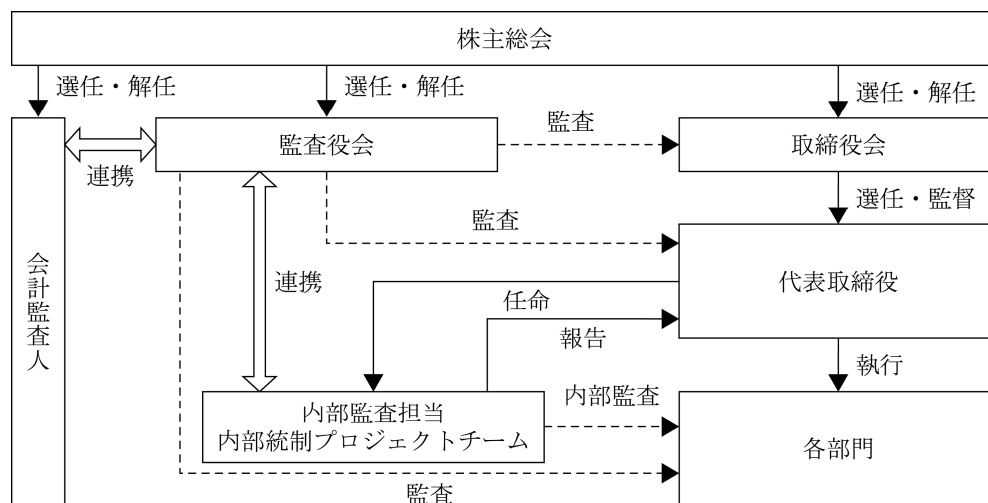 株主総会
選任・解任
選任・解任
選任・解任
監査役会
監査
取締役会
連携
選任・監督
監査
会計監査人
連携
代表取締役
任命
報告
執行
内部監査担当
内部統制プロジェクトチーム
内部監査
各部門
監査